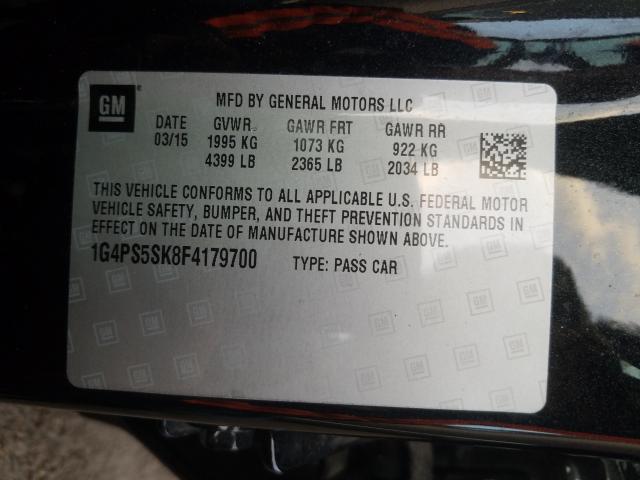 GM
MFD BY GENERAL MOTORS LLC
DATE GVWR GAWR FRT GAWR RR
03/15 1995 KG 1073 KG 922 KG
4399 LB 2365 LB 2034 LB
THIS VEHICLE CONFORMS TO ALL APPLICABLE U.S. FEDERAL MOTOR
VEHICLE SAFETY, BUMPER, AND THEFT PREVENTION STANDARDS IN
EFFECT ON THE DATE OF MANUFACTURE SHOWN ABOVE.
1G4PS5SK8F4179700 TYPE: PASS CAR